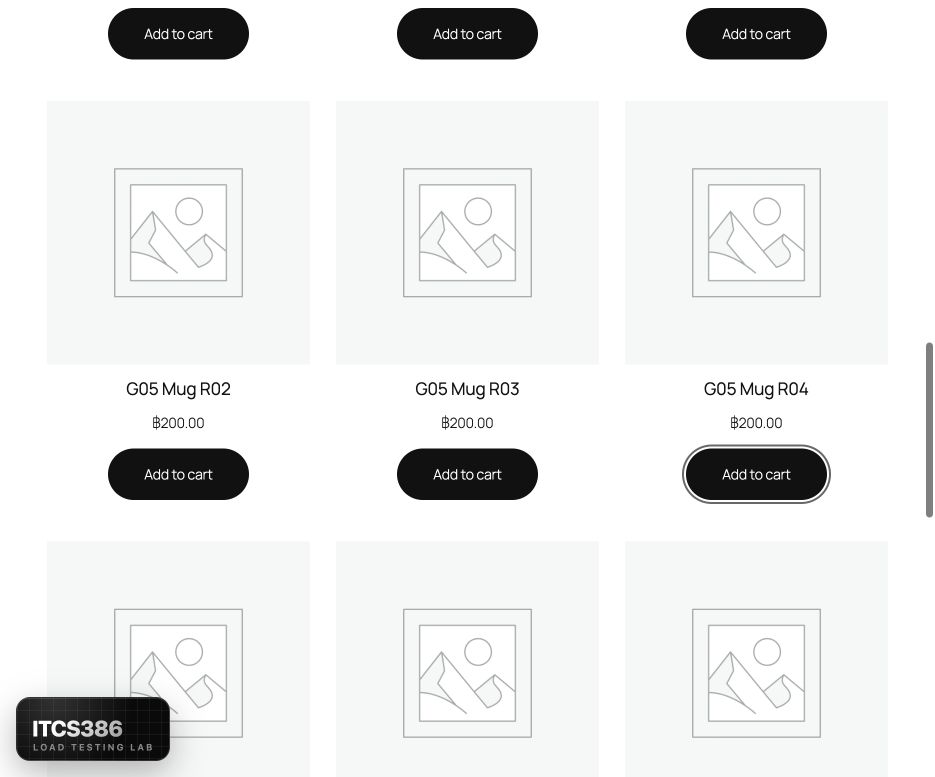 Add to cart
Add to cart
Add to cart
G05 Mug R02
G05 Mug R03
G05 Mug R04
฿200.00
฿200.00
฿200.00
Add to cart
Add to cart
Add to cart
ITCS386
LOAD TESTING LAB